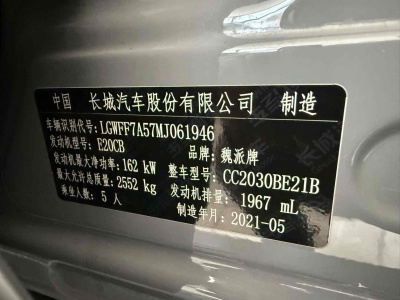 中国 长城汽车股份有限公司 制造
车辆识别代号: LGWFF7A57MJ061946
发动机型号: E20CB 品牌: 魏派牌
发动机最大净功率: 162 kW 整车型号: CC2030BE21B
最大允许总质量: 2552 kg 发动机排量: 1967 mL
乘坐人数: 5 人 制造年月: 2021-05